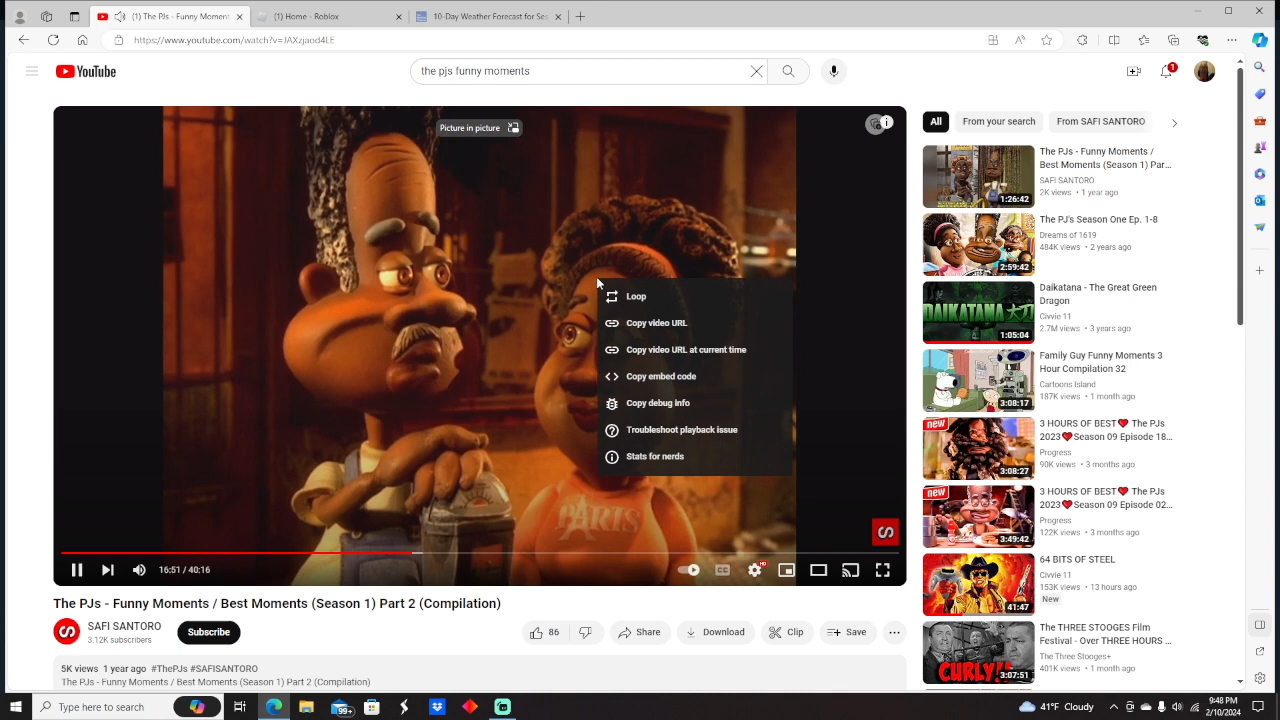 (1) The PJs - Funny Moment
(1) Home - Roblox
10-Day Weather Forecast for Ses
https://www.youtube.com/watch?v=JAXzjaod4LE
YouTube
the pjs funny moments
1
Picture in picture
Loop
Copy video URL
Copy video URL at current time
Copy embed code
Copy debug info
Troubleshoot playback issue
Stats for nerds
16:51 / 40:16
CC
HD
The PJs - Funny Moments / Best Moments (Season 1) Part 2 (Compilation)
SAFI SANTORO
3.12K subscribers
Subscribe
86
Share
Download
Clip
Save
5K views 1 year ago #ThePJs #SAFISANTORO
The PJs - Funny Moments / Best Moments (Season 1) Part 2 (Compilation)
All
From your search
From SAFI SANTORO
The PJs - Funny Moments /
Best Moments (Season 1) Par...
SAFI SANTORO
2K views • 1 year ago
1:26:42
The PJ's Season One Ep. 1-8
Dreams of 1619
484K views • 2 years ago
2:59:42
Daikatana - The Great Green
Dragon
Civvie 11
2.7M views • 3 years ago
DAIKATANA
1:05:04
Family Guy Funny Moments 3
Hour Compilation 32
Cartoons Island
187K views • 1 month ago
3:08:17
new
3 HOURS OF BEST❤️ The PJs
2023❤️Season 09 Episode 18...
Progress
90K views • 3 months ago
3:08:27
new
3 HOURS OF BEST❤️ The PJs
2023❤️Season 09 Episode 02...
Progress
122K views • 3 months ago
3:49:42
64 BITS OF STEEL
Civvie 11
153K views • 13 hours ago
New
41:47
The THREE STOOGES Film
Festival - Over THREE HOURS ...
The Three Stooges+
401K views • 1 month ago
CURLY!!
3:07:51
Type here to search
99+
41°F Cloudy
9:48 PM
2/10/2024